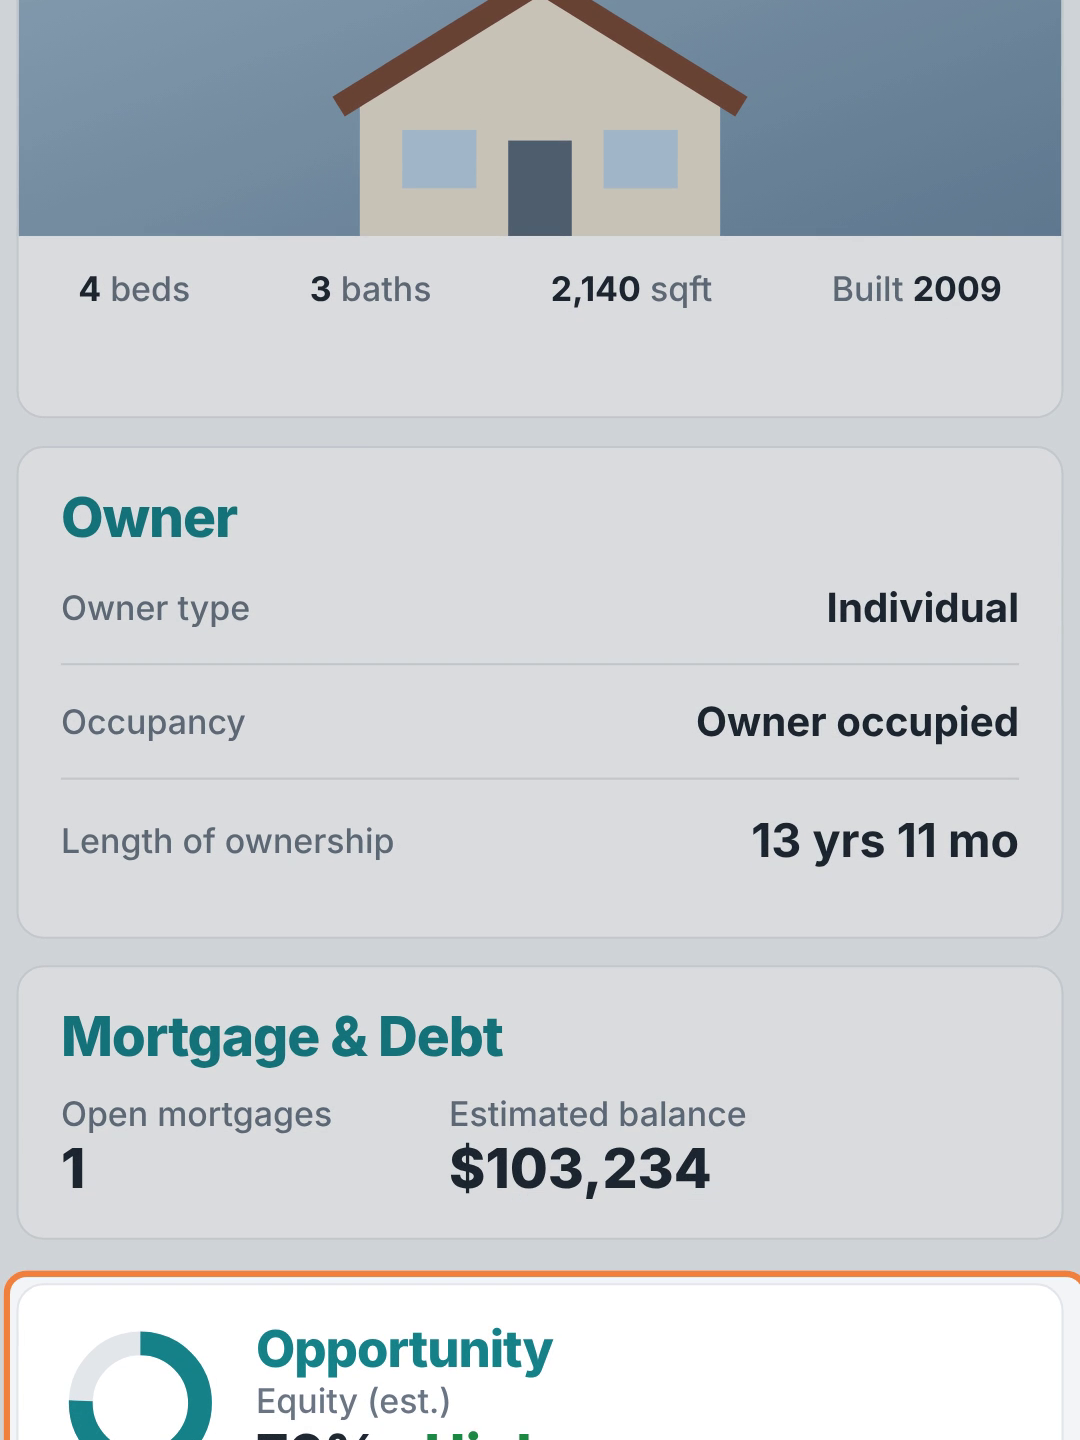 4 beds 3 baths 2,140 sqft Built 2009
Owner
Owner type Individual
Occupancy Owner occupied
Length of ownership 13 yrs 11 mo
Mortgage & Debt
Open mortgages Estimated balance
1 $103,234
Opportunity
Equity (est.)